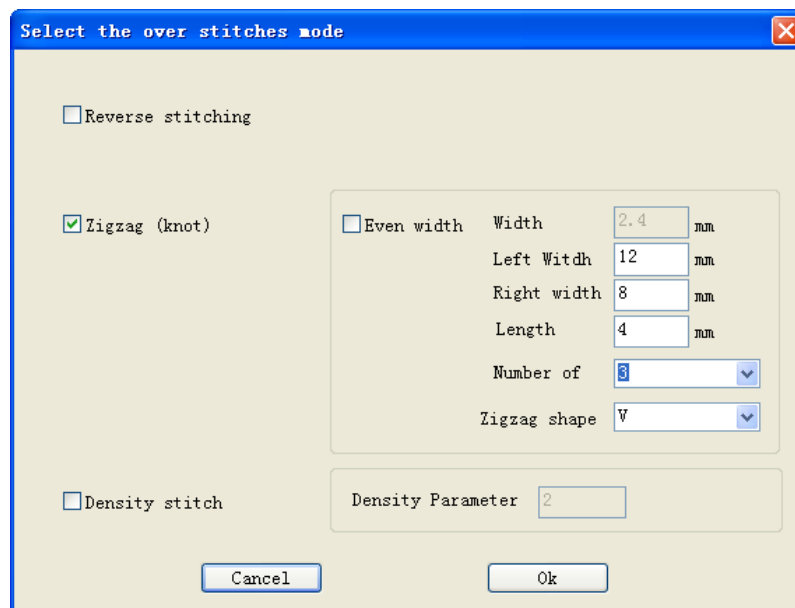 Select the over stitches mode
Reverse stitching
Zigzag (knot)
Even width
Width 2.4 mm
Left Witdh 12 mm
Right width 8 mm
Length 4 mm
Number of 3
Zigzag shape V
Density stitch
Density Parameter 2
Cancel Ok